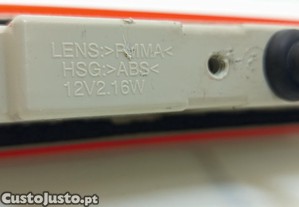 LENS:>PMMA<
HSG:>ABS<
12V2.16W
CustoJusto.pt